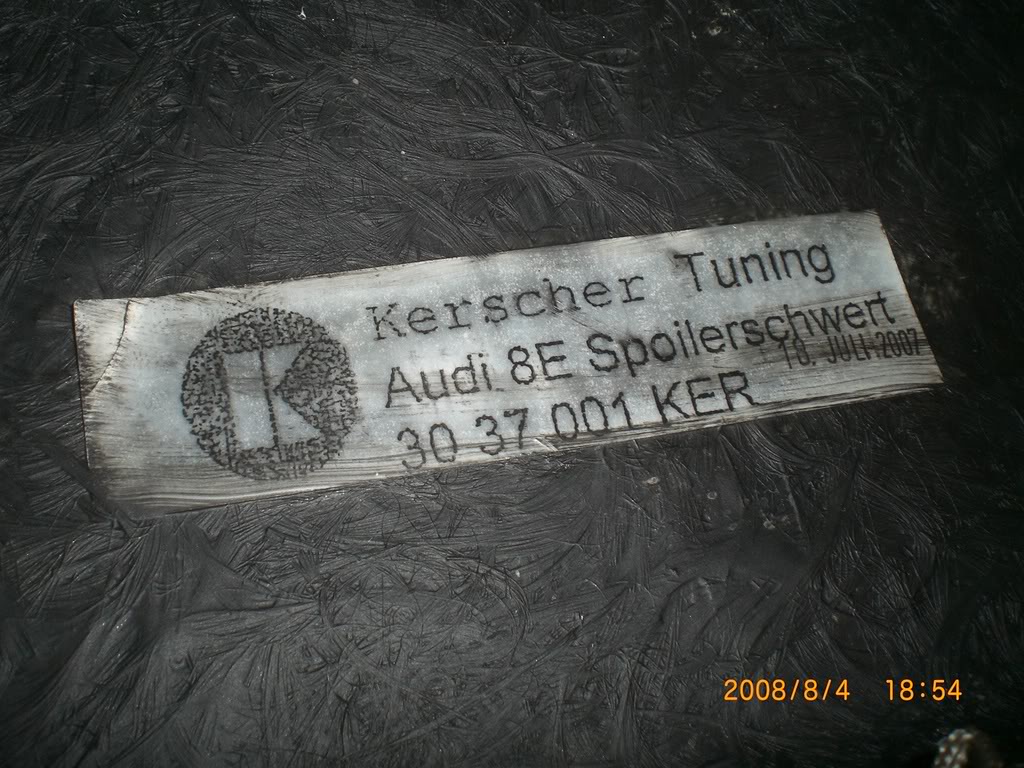 K
Kerscher Tuning
Audi 8E Spoilerschwert
18. JULI 2007
30 37 001 KER
2008/8/4 18:54